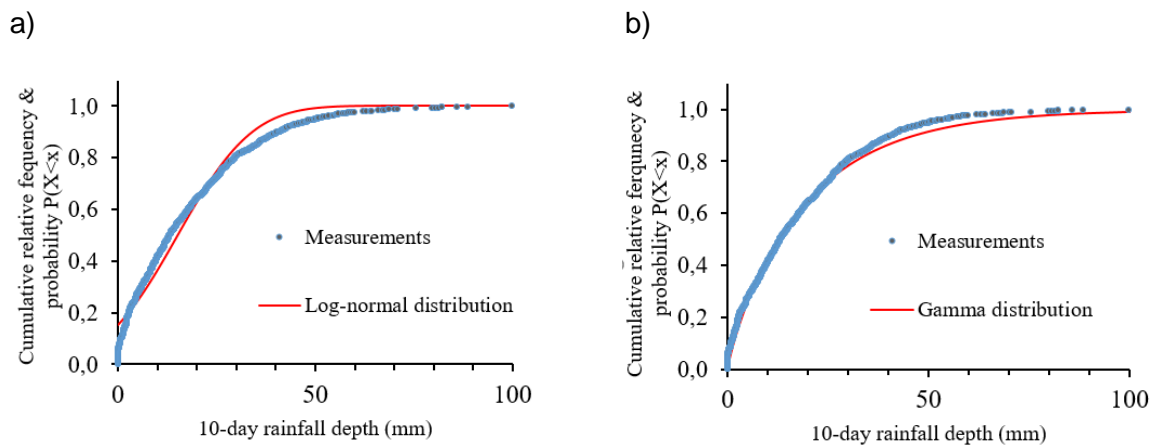 a)
Cumulative relative fequency &
probability P(X<x)
1,0
0,8
0,6
0,4
0,2
0,0
Measurements
Log-normal distribution
0
50
100
10-day rainfall depth (mm)
b)
Cumulative relative ferqunecy &
probability P(X<x)
1,0
0,8
0,6
0,4
0,2
0,0
Measurements
Gamma distribution
0
50
100
10-day rainfall depth (mm)